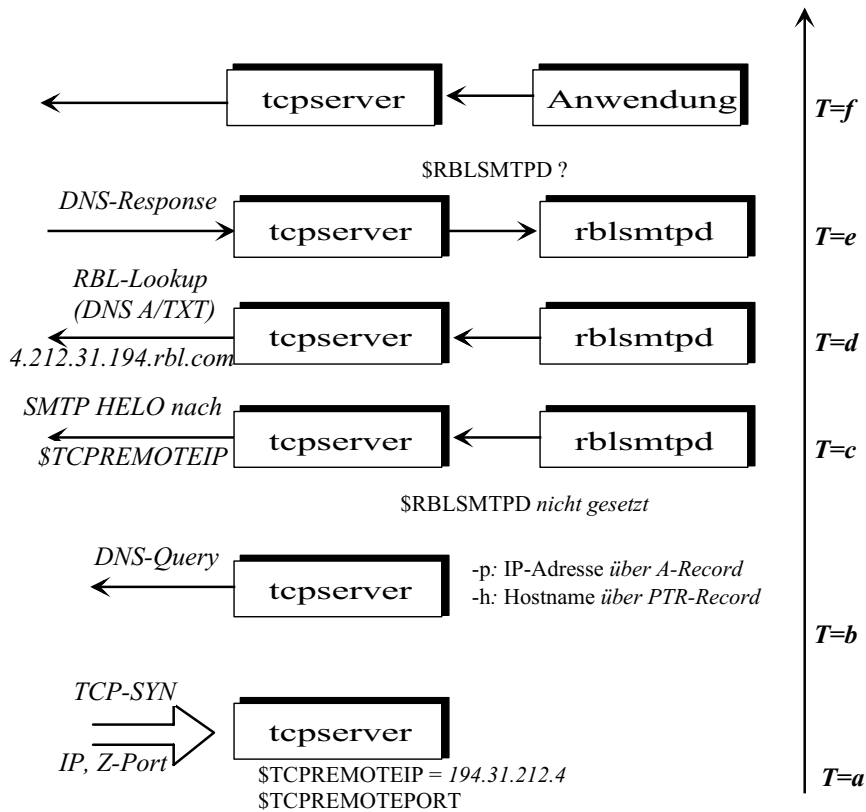 tcpserver
Anwendung
T=f
$RBLSMTPD ?
DNS-Response
tcpserver
rblsmtpd
T=e
RBL-Lookup
(DNS A/TXT)
tcpserver
rblsmtpd
T=d
4.212.31.194.rbl.com
SMTP HELO nach
tcpserver
rblsmtpd
T=c
$TCPREMOTEIP
$RBLSMTPD nicht gesetzt
DNS-Query
tcpserver
-p: IP-Adresse über A-Record
-h: Hostname über PTR-Record
T=b
TCP-SYN
tcpserver
IP, Z-Port
$TCPREMOTEIP = 194.31.212.4
$TCPREMOTEPORT
T=a